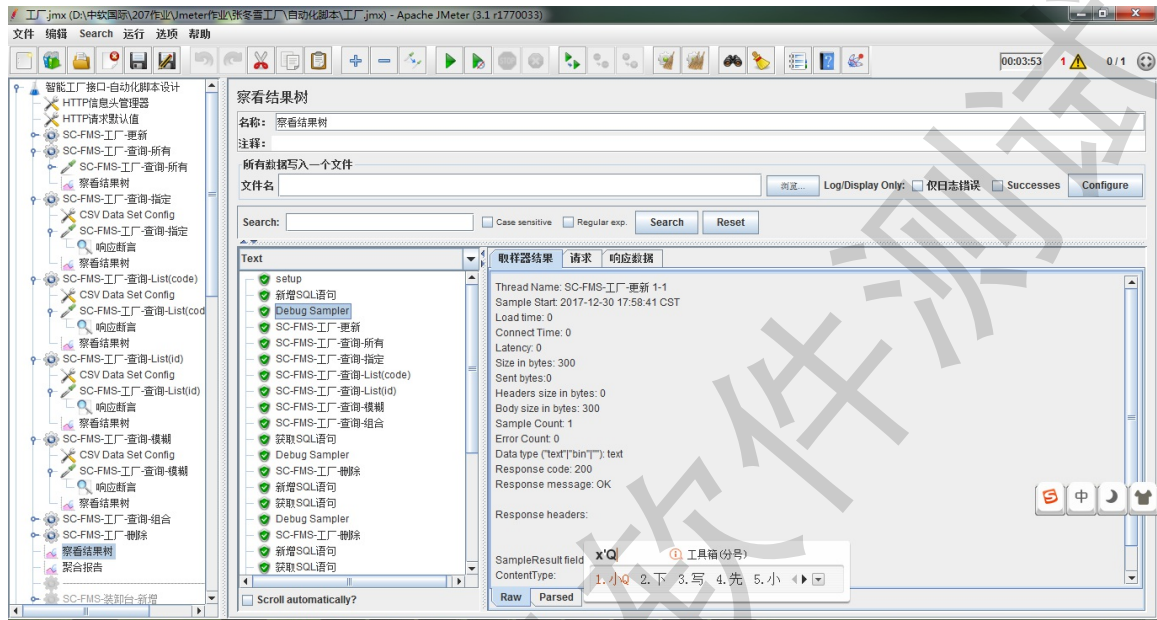 工厂.jmx (D:\中软国际\207作业\Jmeter作业\张冬雪工厂\自动化脚本\工厂.jmx) - Apache JMeter (3.1 r1770033)
文件 编辑 Search 运行 选项 帮助
00:03:53 1 0 / 1
智能工厂接口-自动化脚本设计
HTTP信息头管理器
HTTP请求默认值
SC-FMS-工厂-更新
SC-FMS-工厂-查询-所有
SC-FMS-工厂-查询-所有
察看结果树
SC-FMS-工厂-查询-指定
CSV Data Set Config
SC-FMS-工厂-查询-指定
响应断言
察看结果树
SC-FMS-工厂-查询-List(code)
CSV Data Set Config
SC-FMS-工厂-查询-List(cod
响应断言
察看结果树
SC-FMS-工厂-查询-List(id)
CSV Data Set Config
SC-FMS-工厂-查询-List(id)
响应断言
察看结果树
SC-FMS-工厂-查询-模糊
CSV Data Set Config
SC-FMS-工厂-查询-模糊
响应断言
察看结果树
SC-FMS-工厂-查询-组合
SC-FMS-工厂-删除
察看结果树
聚合报告
SC-FMS-装卸台-新增
察看结果树
名称: 察看结果树
注释:
所有数据写入一个文件
文件名 浏览... Log/Display Only: 仅日志错误 Successes Configure
Search: Case sensitive Regular exp. Search Reset
Text
setup
新增SQL语句
Debug Sampler
SC-FMS-工厂-更新
SC-FMS-工厂-查询-所有
SC-FMS-工厂-查询-指定
SC-FMS-工厂-查询-List(code)
SC-FMS-工厂-查询-List(id)
SC-FMS-工厂-查询-模糊
SC-FMS-工厂-查询-组合
获取SQL语句
Debug Sampler
SC-FMS-工厂-删除
新增SQL语句
获取SQL语句
Debug Sampler
SC-FMS-工厂-删除
新增SQL语句
获取SQL语句
Scroll automatically?
取样器结果 请求 响应数据
Thread Name: SC-FMS-工厂-更新 1-1
Sample Start: 2017-12-30 17:58:41 CST
Load time: 0
Connect Time: 0
Latency: 0
Size in bytes: 300
Sent bytes:0
Headers size in bytes: 0
Body size in bytes: 300
Sample Count: 1
Error Count: 0
Data type ("text"|"bin"|""): text
Response code: 200
Response message: OK
Response headers:
SampleResult field
ContentType:
Raw Parsed
x'Q 工具箱(分号)
1.小Q 2.下 3.写 4.先 5.小
中
软件测试